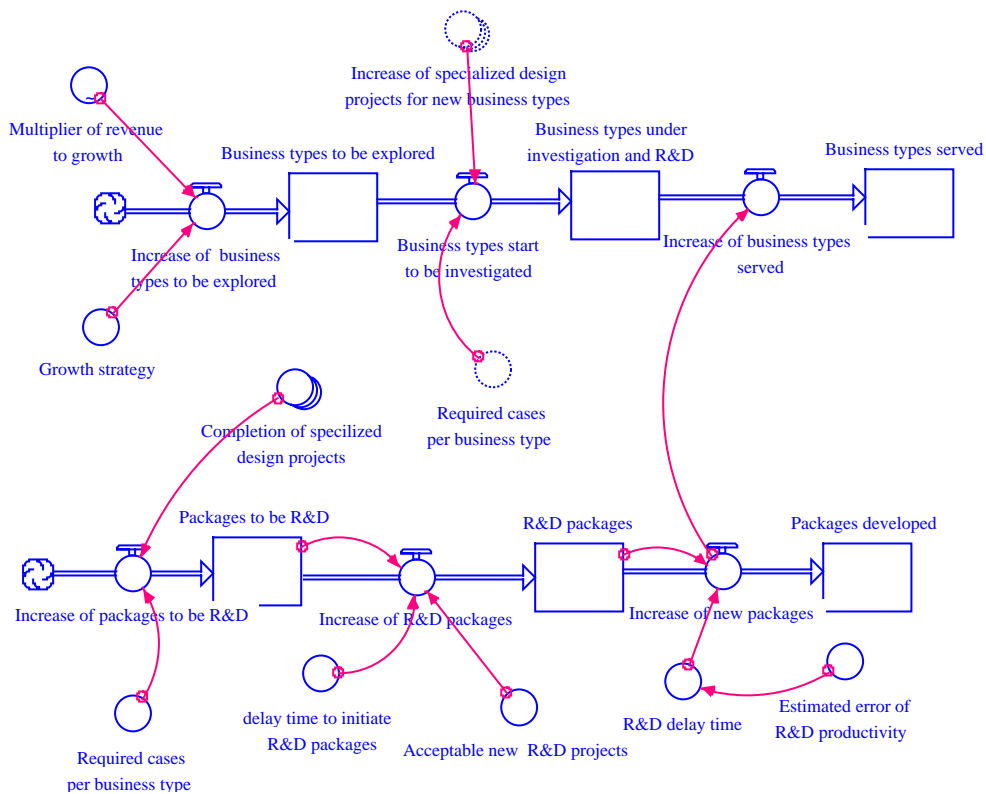 Increase of specialized design
projects for new business types
Multiplier of revenue
to growth
Business types to be explored
Business types under
investigation and R&D
Business types served
Increase of  business
types to be explored
Business types start
to be investigated
Increase of business types
served
Growth strategy
Required cases
per business type
Completion of specilized
design projects
Packages to be R&D
R&D packages
Packages developed
Increase of packages to be R&D
Increase of R&D packages
Increase of new packages
delay time to initiate
R&D packages
Acceptable new  R&D projects
R&D delay time
Estimated error of
R&D productivity
Required cases
per business type